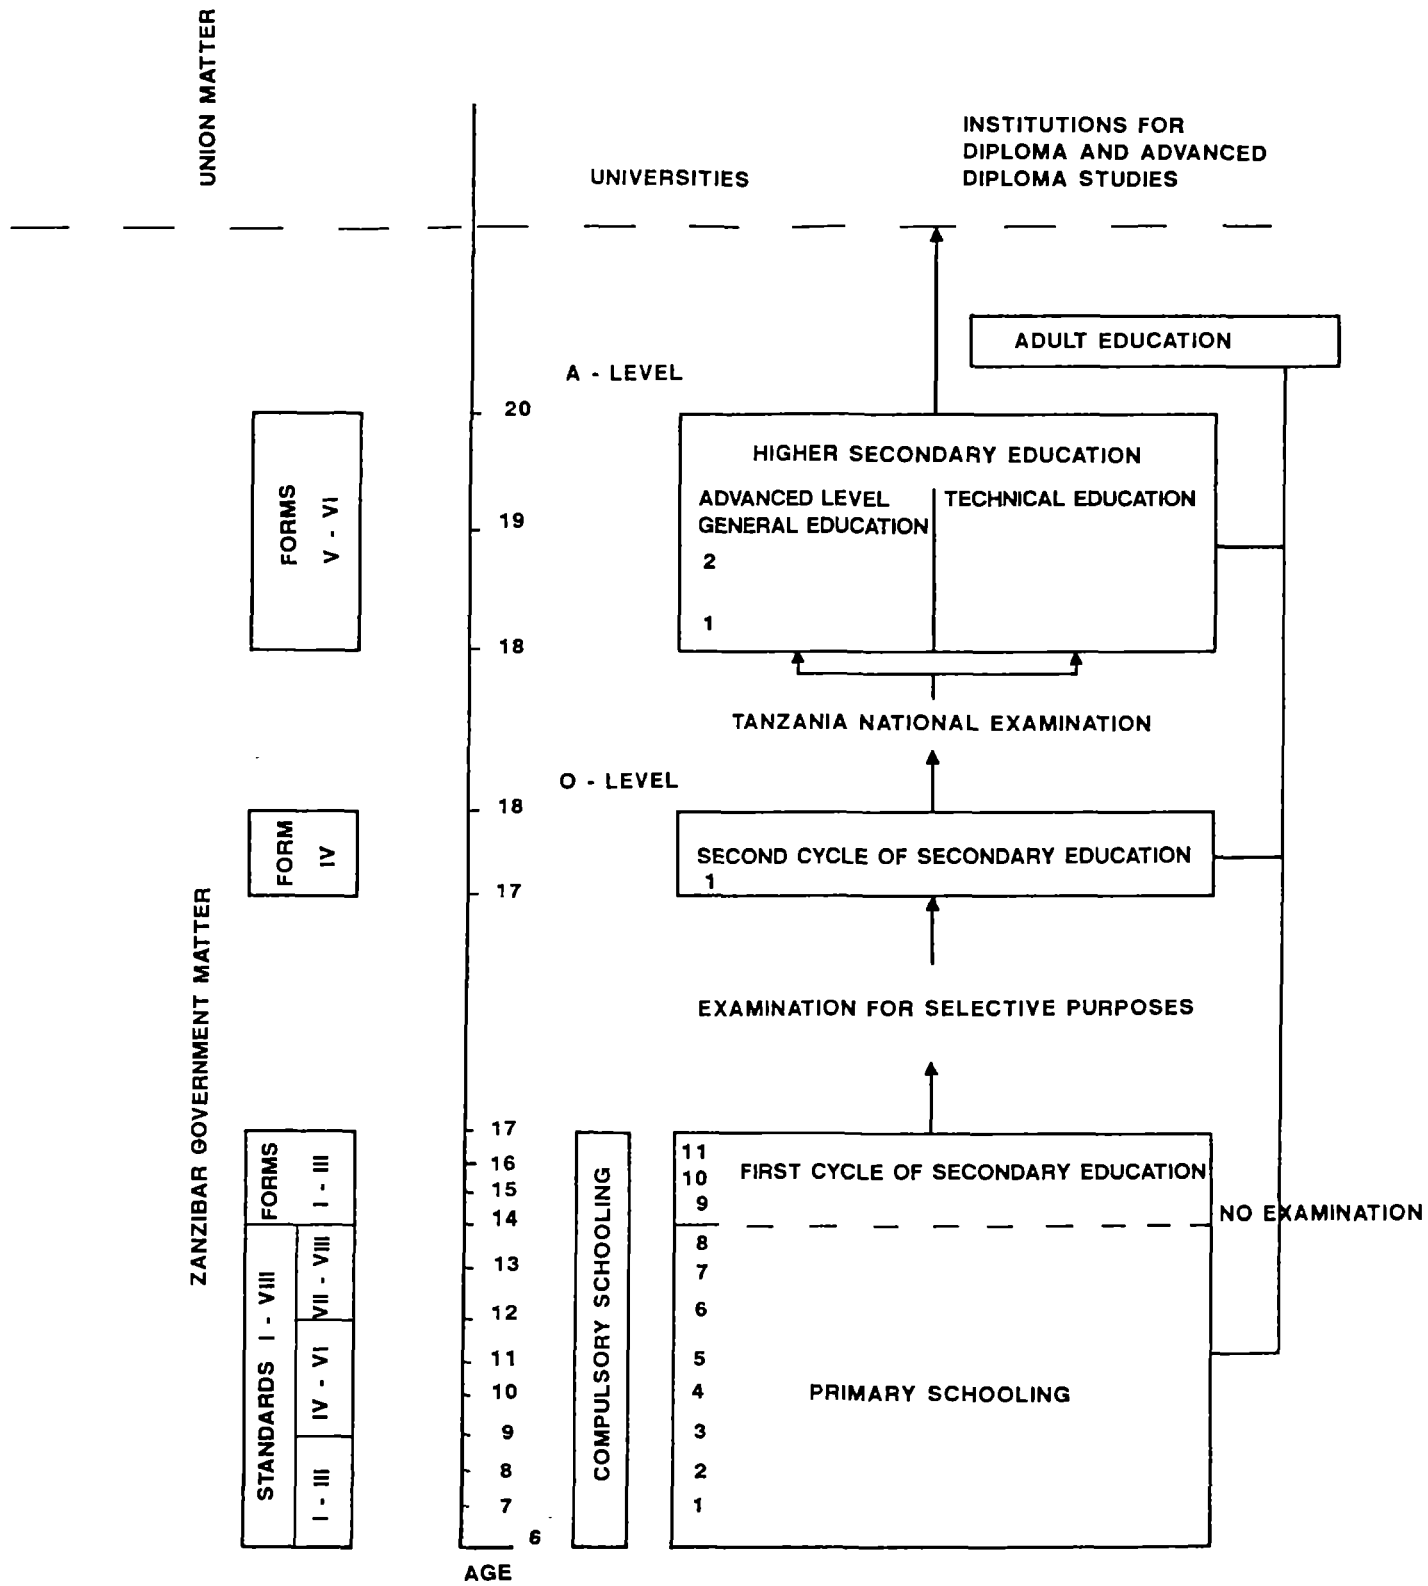 UNION MATTER
INSTITUTIONS FOR
DIPLOMA AND ADVANCED
DIPLOMA STUDIES
UNIVERSITIES
ADULT EDUCATION
A - LEVEL
20
HIGHER SECONDARY EDUCATION
FORMS
V - VI
19
ADVANCED LEVEL
GENERAL EDUCATION
TECHNICAL EDUCATION
2
1
18
TANZANIA NATIONAL EXAMINATION
O - LEVEL
18
FORM
IV
SECOND CYCLE OF SECONDARY EDUCATION
1
17
ZANZIBAR GOVERNMENT MATTER
EXAMINATION FOR SELECTIVE PURPOSES
17
FORMS
I - III
16
15
14
COMPULSORY SCHOOLING
11
10
9
FIRST CYCLE OF SECONDARY EDUCATION
NO EXAMINATION
STANDARDS I - VIII
VII - VIII
IV - VI
I - III
13
12
11
10
9
8
7
6
8
7
6
5
4
3
2
1
PRIMARY SCHOOLING
AGE